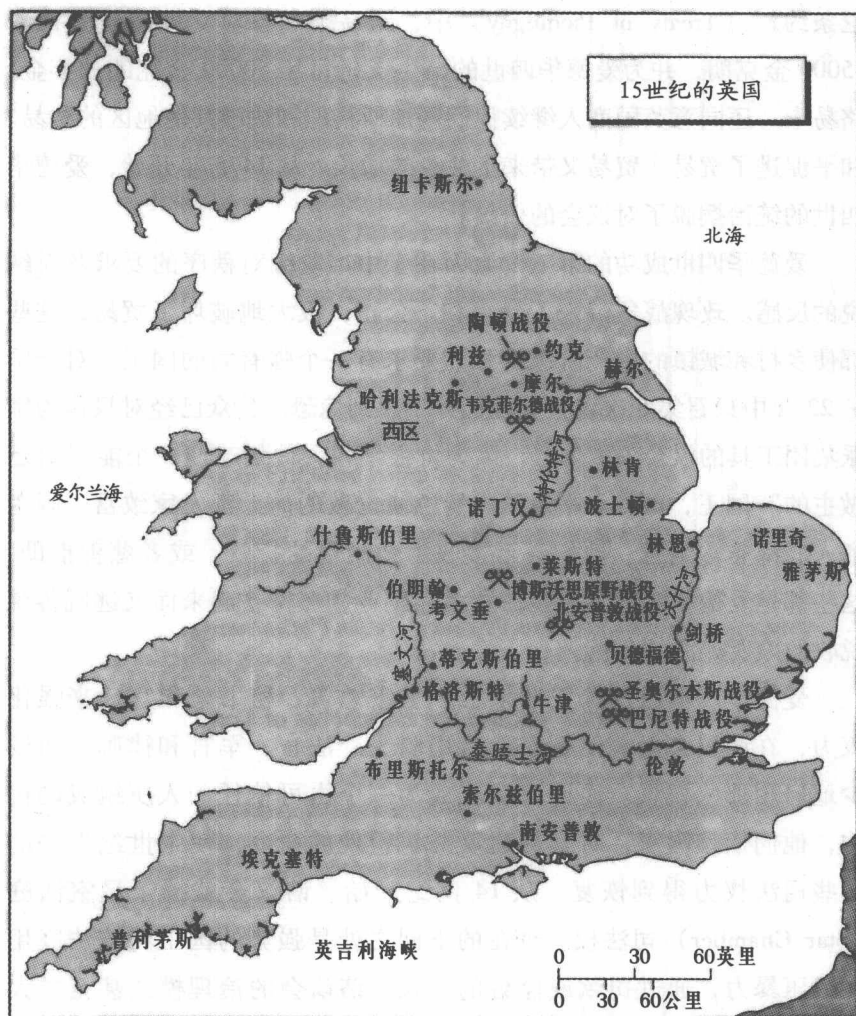 15世纪的英国
纽卡斯尔
北海
陶顿战役
约克
利兹
赫尔
摩尔
哈利法克斯
韦克菲尔德战役
西区
特伦特河
林肯
爱尔兰海
诺丁汉
波士顿
什鲁斯伯里
林恩
诺里奇
莱斯特
雅茅斯
伯明翰
博斯沃思原野战役
考文垂
北安普敦战役
大乌斯河
剑桥
贝德福德
塞文河
蒂克斯伯里
格洛斯特
牛津
圣奥尔本斯战役
巴尼特战役
泰晤士河
布里斯托尔
伦敦
索尔兹伯里
南安普敦
埃克塞特
普利茅斯
英吉利海峡
0 30 60英里
0 30 60公里